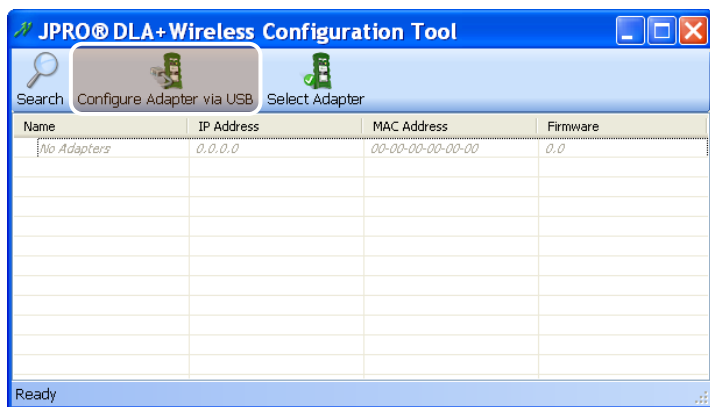 JPRO® DLA+ Wireless Configuration Tool
Search Configure Adapter via USB Select Adapter
Name IP Address MAC Address Firmware
No Adapters 0.0.0.0 00-00-00-00-00-00 0.0
Ready